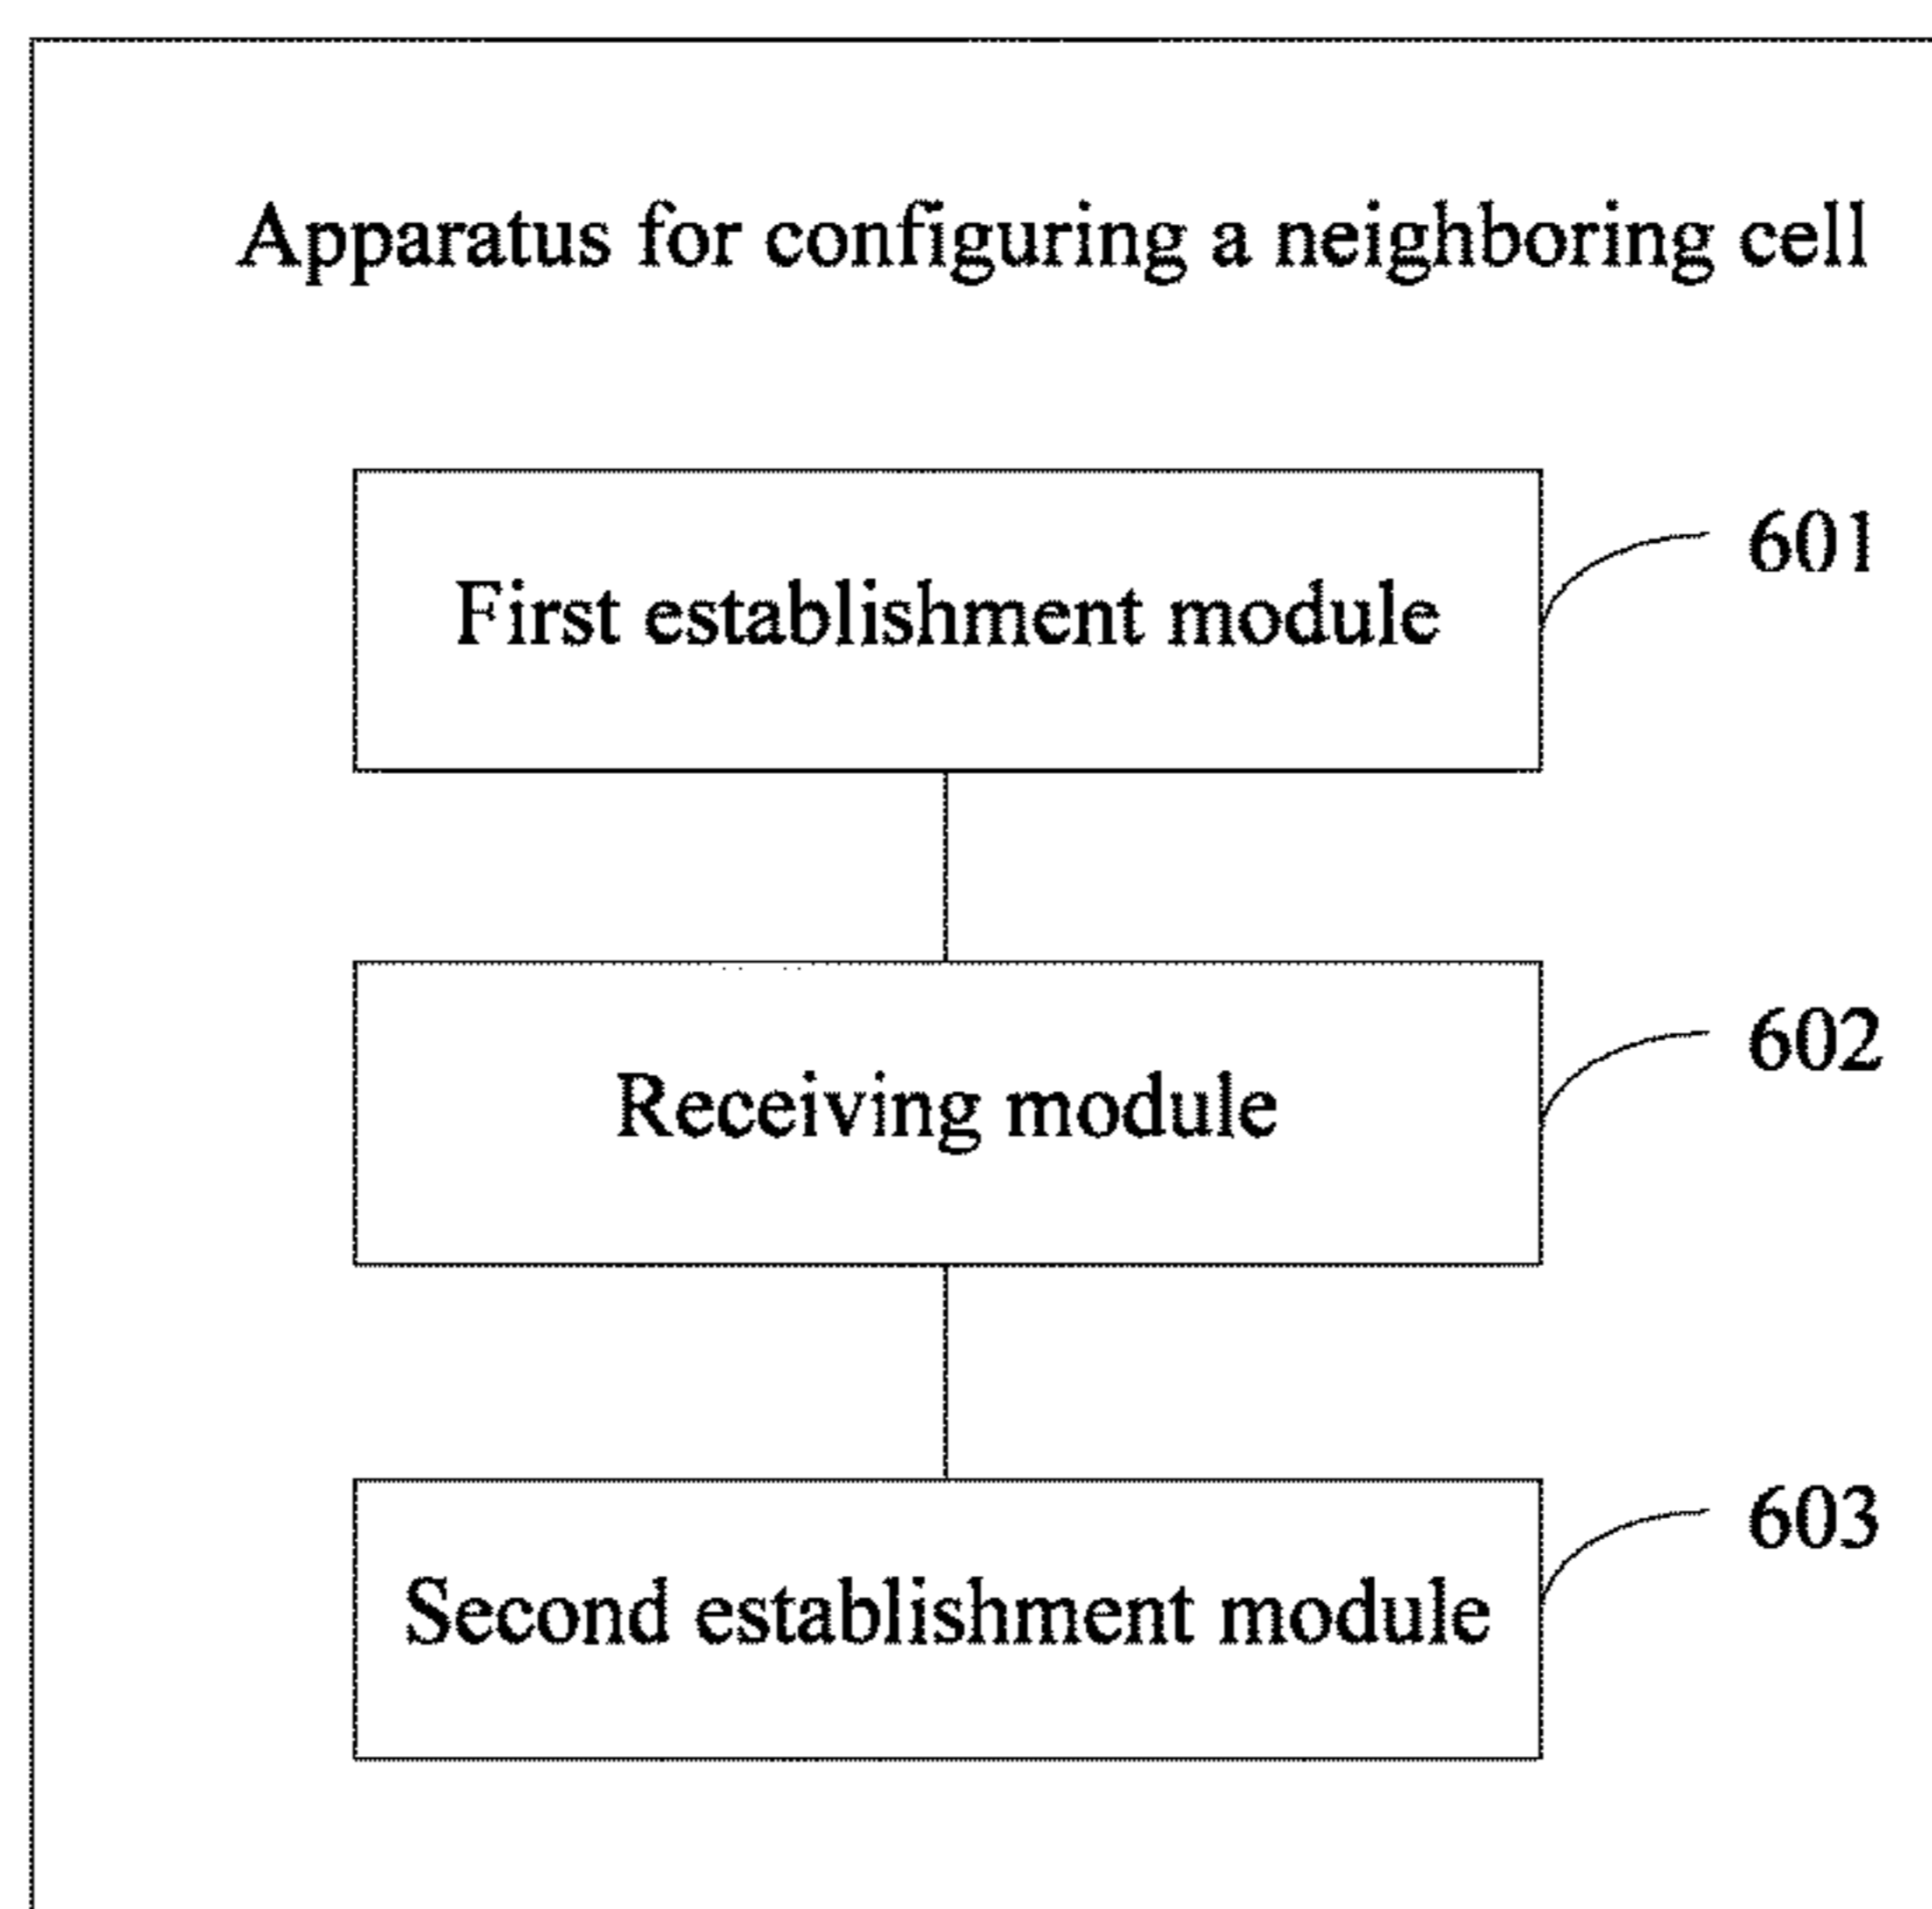 Apparatus for configuring a neighboring cell
First establishment module
601
Receiving module
602
Second establishment module
603